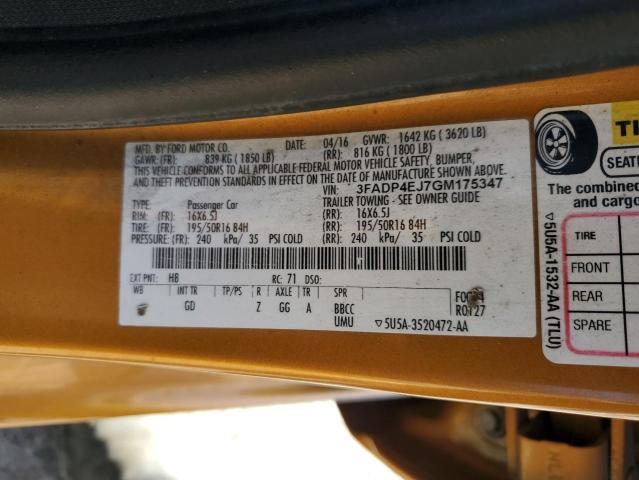 MFD. BY FORD MOTOR CO.
DATE: 04/16 GVWR: 1642 KG ( 3620 LB)
GAWR: (FR): 839 KG ( 1850 LB) (RR): 816 KG ( 1800 LB)
THIS VEHICLE CONFORMS TO ALL APPLICABLE FEDERAL MOTOR VEHICLE SAFETY, BUMPER,
AND THEFT PREVENTION STANDARDS IN EFFECT ON THE DATE OF MANUFACTURE SHOWN ABOVE.
VIN: 3FADP4EJ7GM175347
TYPE: Passenger Car TRAILER TOWING - SEE OWNER GUIDE
RIM: (FR): 16X6.5J (RR): 16X6.5J
TIRE: (FR): 195/50R16 84H (RR): 195/50R16 84H
PRESSURE: (FR): 240 kPa/ 35 PSI COLD (RR): 240 kPa/ 35 PSI COLD
EXT PNT: HB RC: 71 DSO:
WB INT TR TP/PS R AXLE TR SPR
GD Z GG A BBCC
UMU
R0127
▽5U5A-3520472-AA
TI
SEAT
The combined
and cargo
TIRE
FRONT
REAR
SPARE
▽5U5A-1532-AA (TLU)